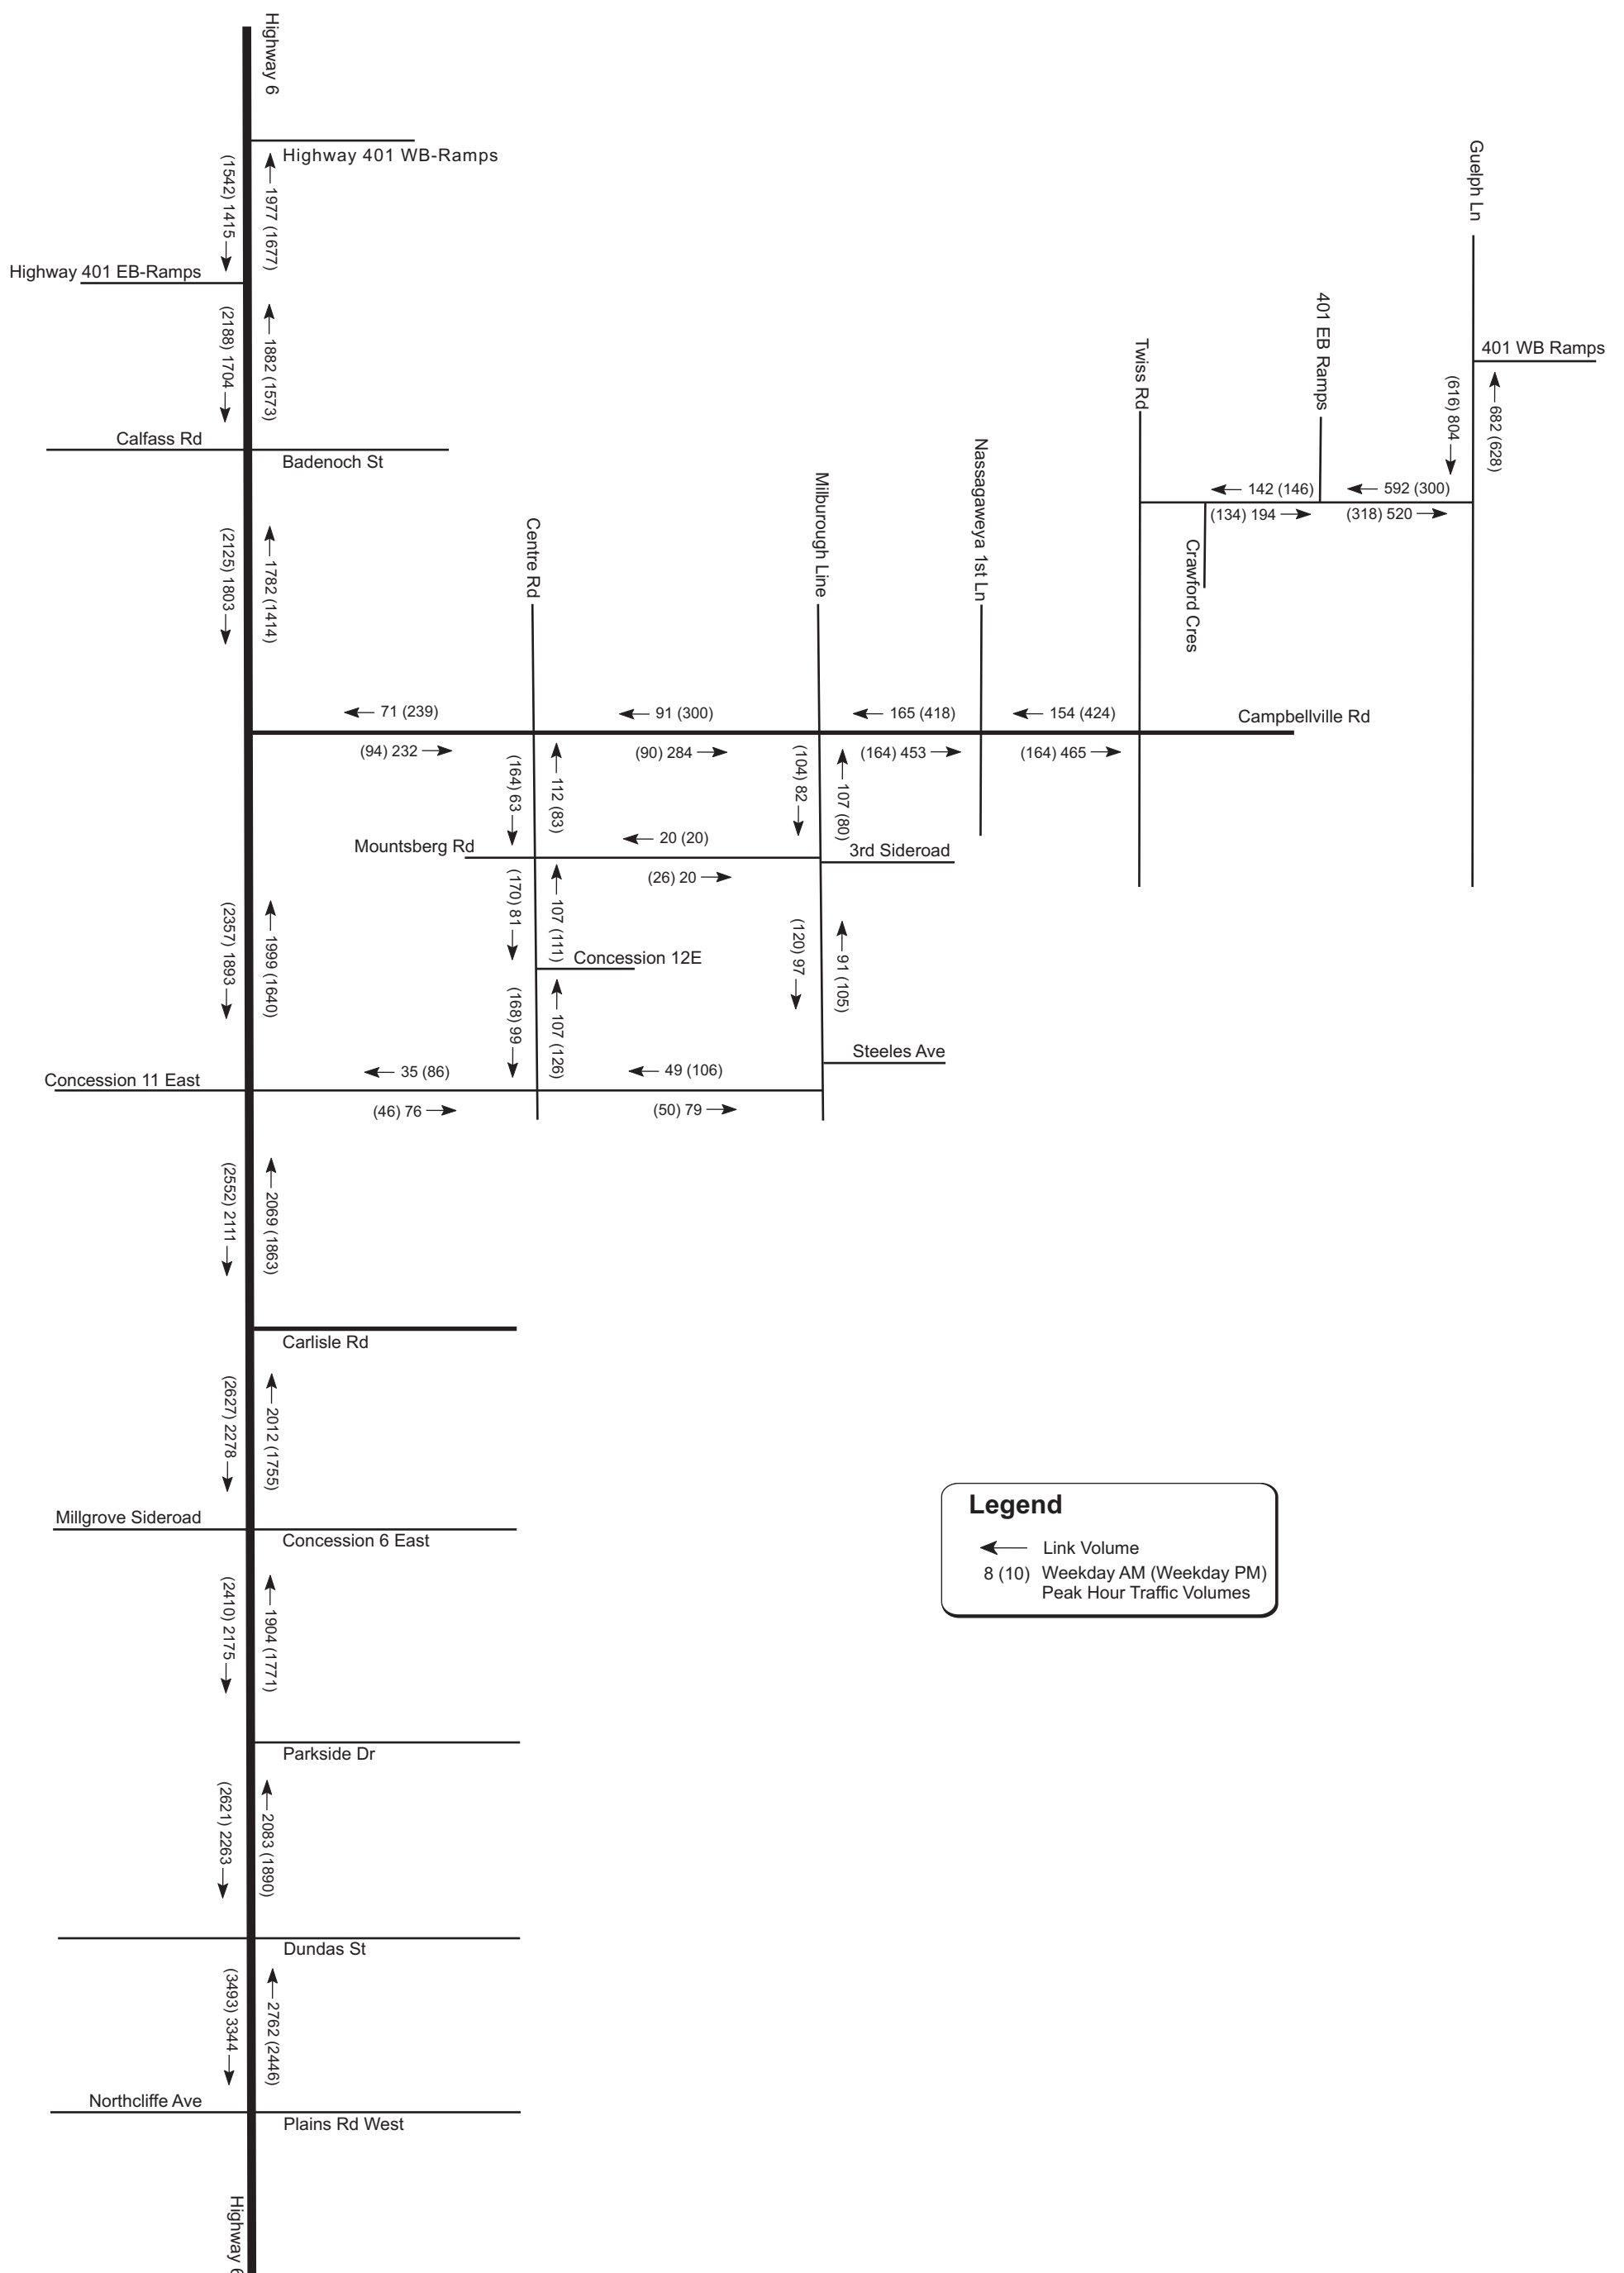 Highway 6
Highway 401 WB-Ramps
(1542) 1415
1977 (1677)
Highway 401 EB-Ramps
(2188) 1704
1882 (1573)
Calfass Rd
Badenoch St
(2125) 1803
1782 (1414)
Guelph Ln
401 WB Ramps
401 EB Ramps
(616) 804
682 (628)
Twiss Rd
142 (146)
592 (300)
(134) 194
(318) 520
Crawford Cres
Nassagaweya 1st Ln
Milburough Line
Centre Rd
71 (239)
91 (300)
165 (418)
154 (424)
Campbellville Rd
(94) 232
(90) 284
(164) 453
(164) 465
(164) 63
112 (83)
(104) 82
107 (80)
Mountsberg Rd
20 (20)
3rd Sideroad
(26) 20
(170) 81
107 (111)
(2357) 1893
1999 (1640)
(120) 97
91 (105)
Concession 12E
(168) 99
107 (126)
Steeles Ave
Concession 11 East
35 (86)
49 (106)
(46) 76
(50) 79
(2552) 2111
2069 (1863)
Carlisle Rd
(2627) 2278
2012 (1755)
Millgrove Sideroad
Concession 6 East
(2410) 2175
1904 (1771)
Parkside Dr
(2621) 2263
2083 (1890)
Dundas St
(3493) 3344
2762 (2446)
Northcliffe Ave
Plains Rd West
Highway 6
Legend
Link Volume
8 (10) Weekday AM (Weekday PM)
Peak Hour Traffic Volumes